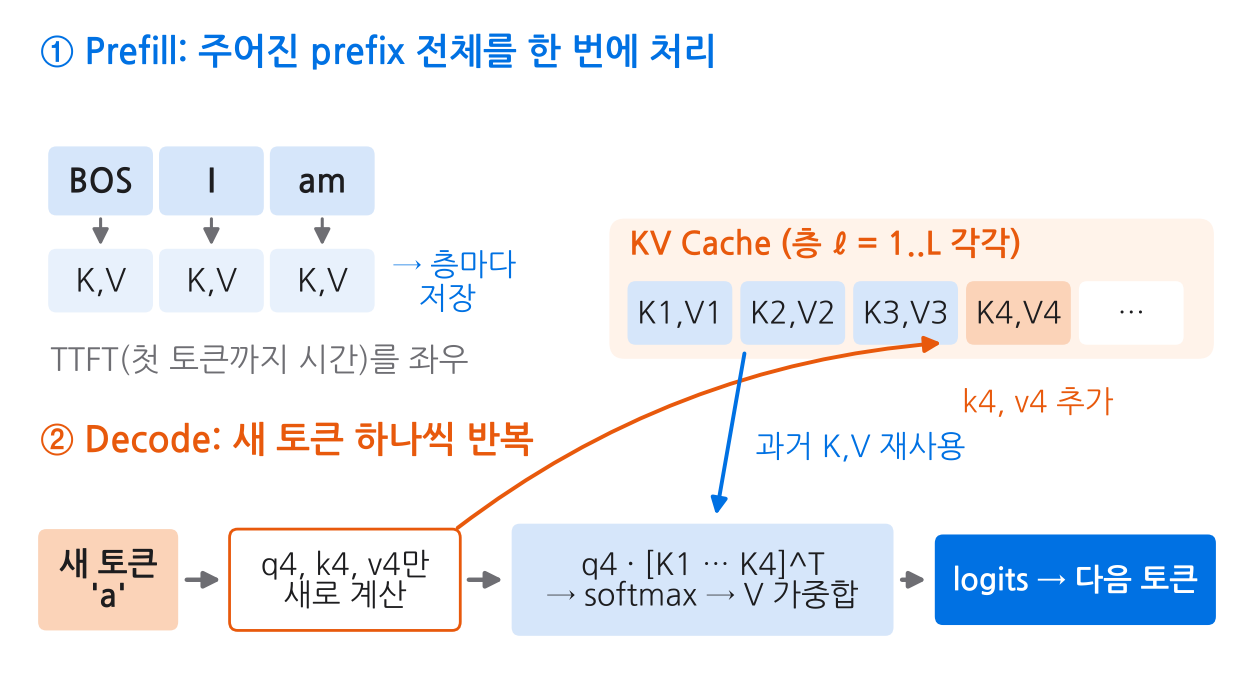 ① Prefill: 주어진 prefix 전체를 한 번에 처리
BOS
I
am
K,V
K,V
K,V
→ 층마다
저장
TTFT(첫 토큰까지 시간)를 좌우
KV Cache (층 ℓ = 1..L 각각)
K1,V1
K2,V2
K3,V3
K4,V4
⋯
k4, v4 추가
과거 K,V 재사용
② Decode: 새 토큰 하나씩 반복
새 토큰
'a'
q4, k4, v4만
새로 계산
q4 · [K1 ⋯ K4]^T
→ softmax → V 가중합
logits → 다음 토큰